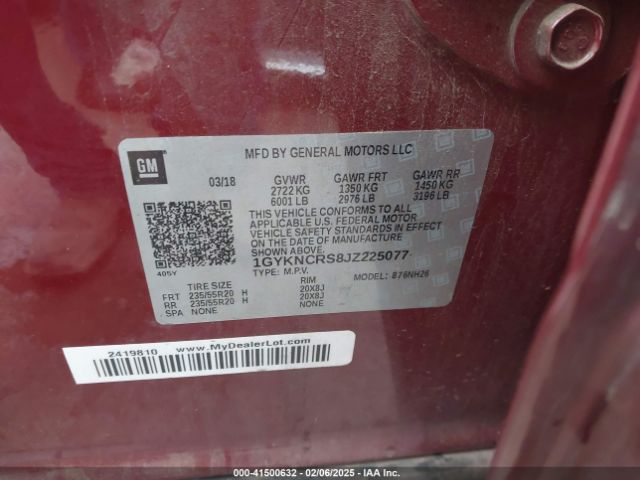 GM
MFD BY GENERAL MOTORS LLC
03/18 GVWR GAWR FRT GAWR RR
2722 KG 1350 KG 1450 KG
6001 LB 2976 LB 3196 LB
THIS VEHICLE CONFORMS TO ALL
APPLICABLE U.S. FEDERAL MOTOR
VEHICLE SAFETY STANDARDS IN
EFFECT ON THE DATE OF MANUFACTURE
SHOWN ABOVE.
405Y
1GYKNCRS8JZ225077
TYPE: M.P.V. MODEL: 876NH26
TIRE SIZE RIM
FRT 235/55R20 H 20X8J
RR 235/55R20 H 20X8J
SPA NONE NONE
2419810 www.MyDealerLot.com
000-41500632 - 02/06/2025 - IAA Inc.